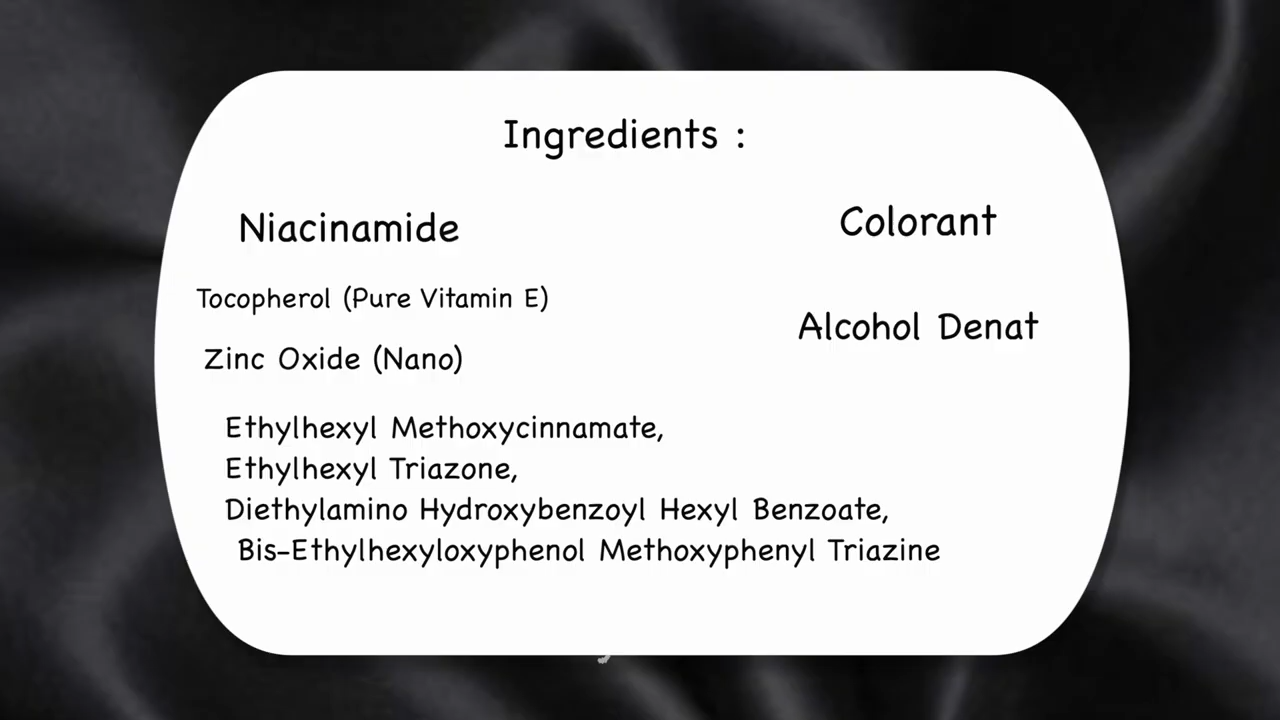 Ingredients :
Niacinamide
Colorant
Tocopherol (Pure Vitamin E)
Alcohol Denat
Zinc Oxide (Nano)
Ethylhexyl Methoxycinnamate,
Ethylhexyl Triazone,
Diethylamino Hydroxybenzoyl Hexyl Benzoate,
Bis-Ethylhexyloxyphenol Methoxyphenyl Triazine